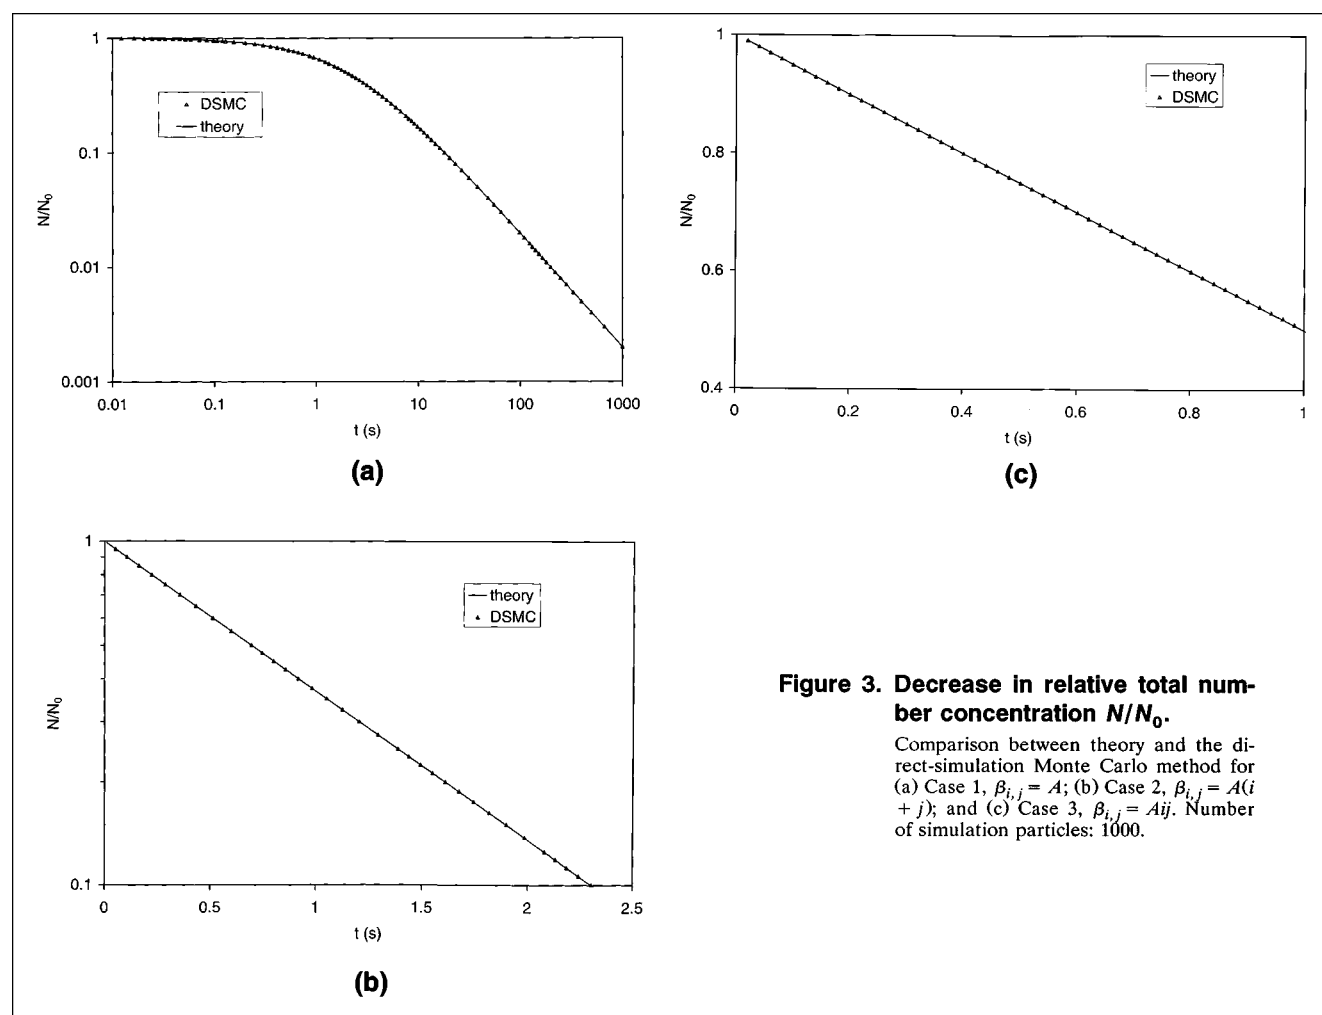 1
0.1
0.01
0.001
N/N0
DSMC
theory
0.01 0.1 1 10 100 1000
t (s)
(a)
1
0.8
0.6
0.4
N/N0
theory
DSMC
0 0.2 0.4 0.6 0.8 1
t (s)
(c)
1
0.1
N/N0
theory
DSMC
0 0.5 1 1.5 2 2.5
t (s)
(b)
Figure 3. Decrease in relative total num-
ber concentration N/N0.
Comparison between theory and the di-
rect-simulation Monte Carlo method for
(a) Case 1, βi,j = A; (b) Case 2, βi,j = A(i
+ j); and (c) Case 3, βi,j = Aij. Number
of simulation particles: 1000.